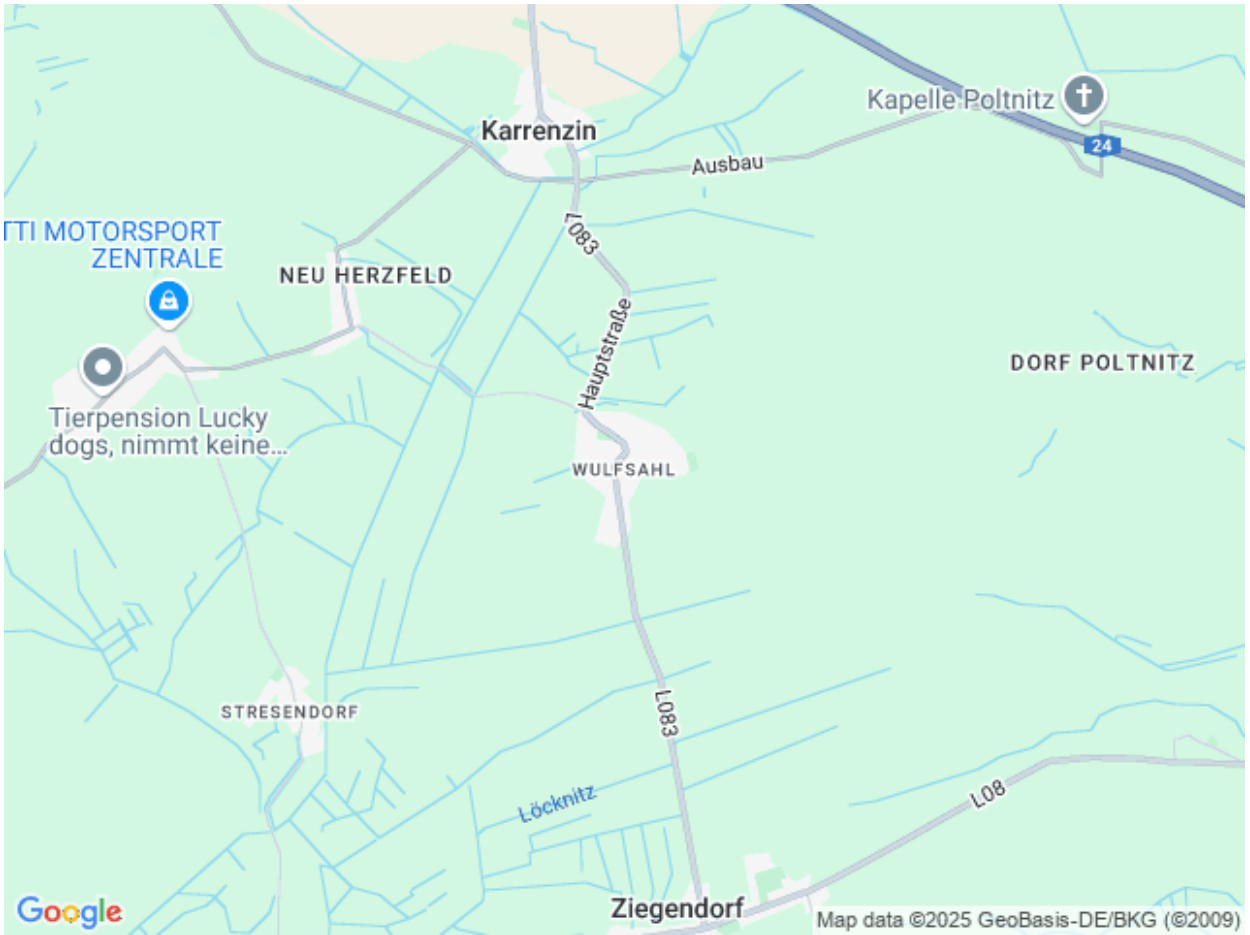 Kapelle Poltnitz
Karrenzin
24
Ausbau
TTI MOTORSPORT
ZENTRALE
L083
NEU HERZFELD
Hauptstraße
DORF POLTNITZ
Tierpension Lucky
dogs, nimmt keine...
WULFSAHL
STRESENDORF
L083
Löcknitz
L08
Ziegendorf
Google
Map data ©2025 GeoBasis-DE/BKG (©2009)